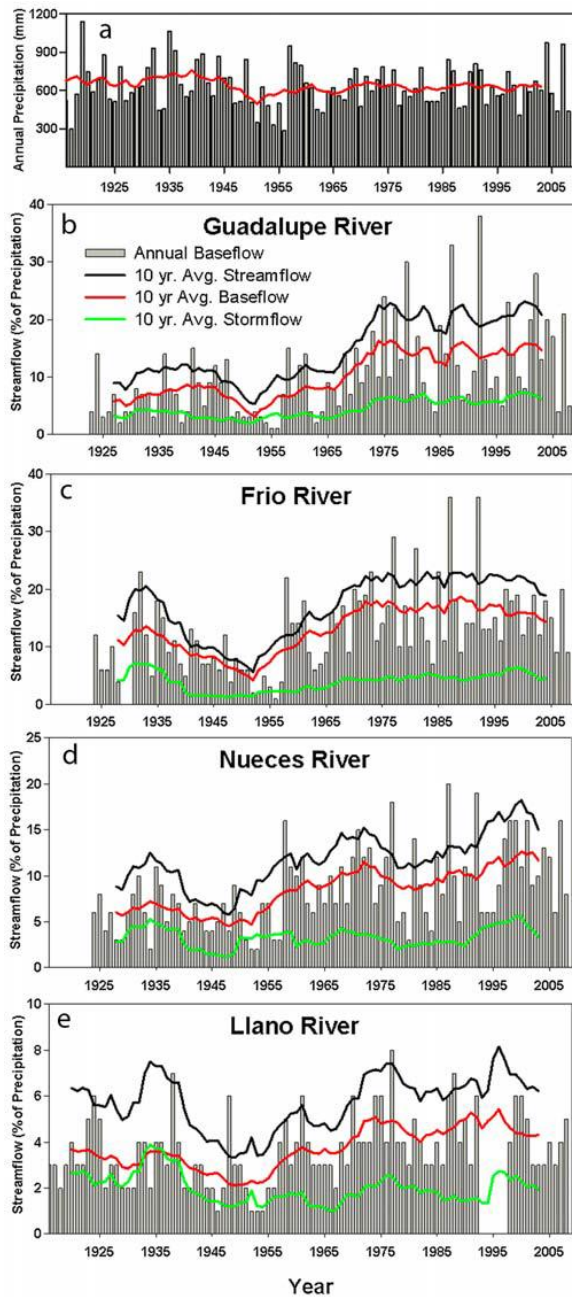 a
Annual Precipitation (mm)
1200
900
600
300
1925 1935 1945 1955 1965 1975 1985 1995 2005
b
Guadalupe River
Streamflow (% of Precipitation)
40
30
20
10
0
Annual Baseflow
10 yr. Avg. Streamflow
10 yr Avg. Baseflow
10 yr. Avg. Stormflow
1925 1935 1945 1955 1965 1975 1985 1995 2005
c
Frio River
Streamflow (%of Precipitation)
40
30
20
10
0
1925 1935 1945 1955 1965 1975 1985 1995 2005
d
Nueces River
Streamflow (%of Precipitation)
25
20
15
10
5
0
1925 1935 1945 1955 1965 1975 1985 1995 2005
e
Llano River
Streamflow (%of Precipitation)
10
8
6
4
2
0
1925 1935 1945 1955 1965 1975 1985 1995 2005
Year